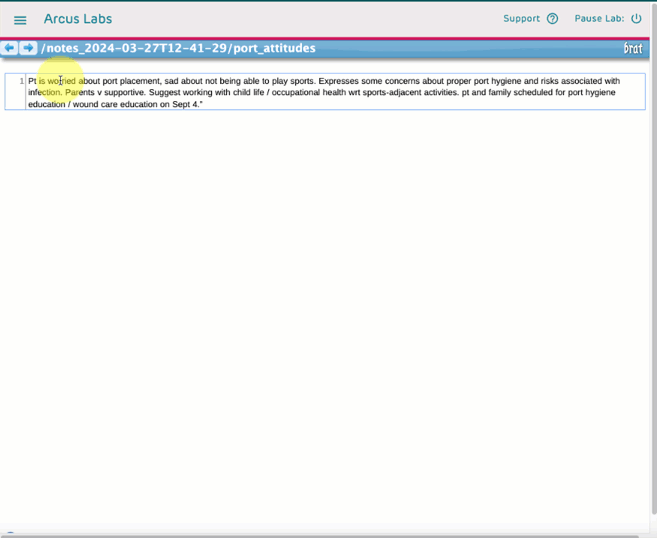 Arcus Labs
Support
Pause Lab:
/notes_2024-03-27T12-41-29/port_attitudes
brat
1 Pt is worried about port placement, sad about not being able to play sports. Expresses some concerns about proper port hygiene and risks associated with
infection. Parents v supportive. Suggest working with child life / occupational health wrt sports-adjacent activities. pt and family scheduled for port hygiene
education / wound care education on Sept 4."